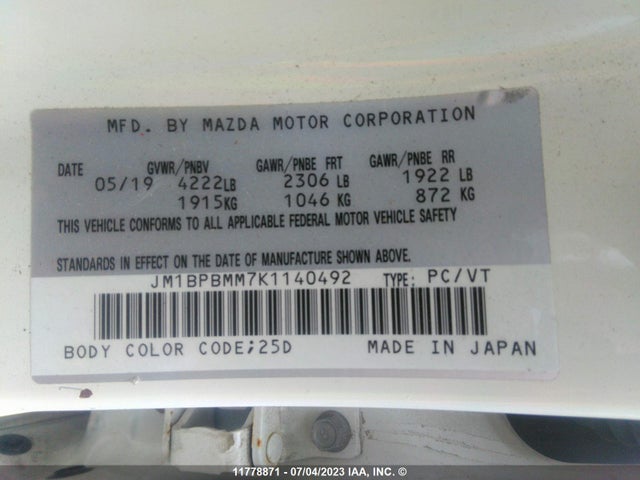 MFD. BY MAZDA MOTOR CORPORATION
DATE GVWR/PNBV GAWR/PNBE FRT GAWR/PNBE RR
05/19 4222LB 2306 LB 1922 LB
1915KG 1046 KG 872 KG
THIS VEHICLE CONFORMS TO ALL APPLICABLE FEDERAL MOTOR VEHICLE SAFETY
STANDARDS IN EFFECT ON THE DATE OF MANUFACTURE SHOWN ABOVE.
JM1BPBMM7K1140492 TYPE: PC/VT
BODY COLOR CODE;25D MADE IN JAPAN
11778871 - 07/04/2023 IAA, INC. ©